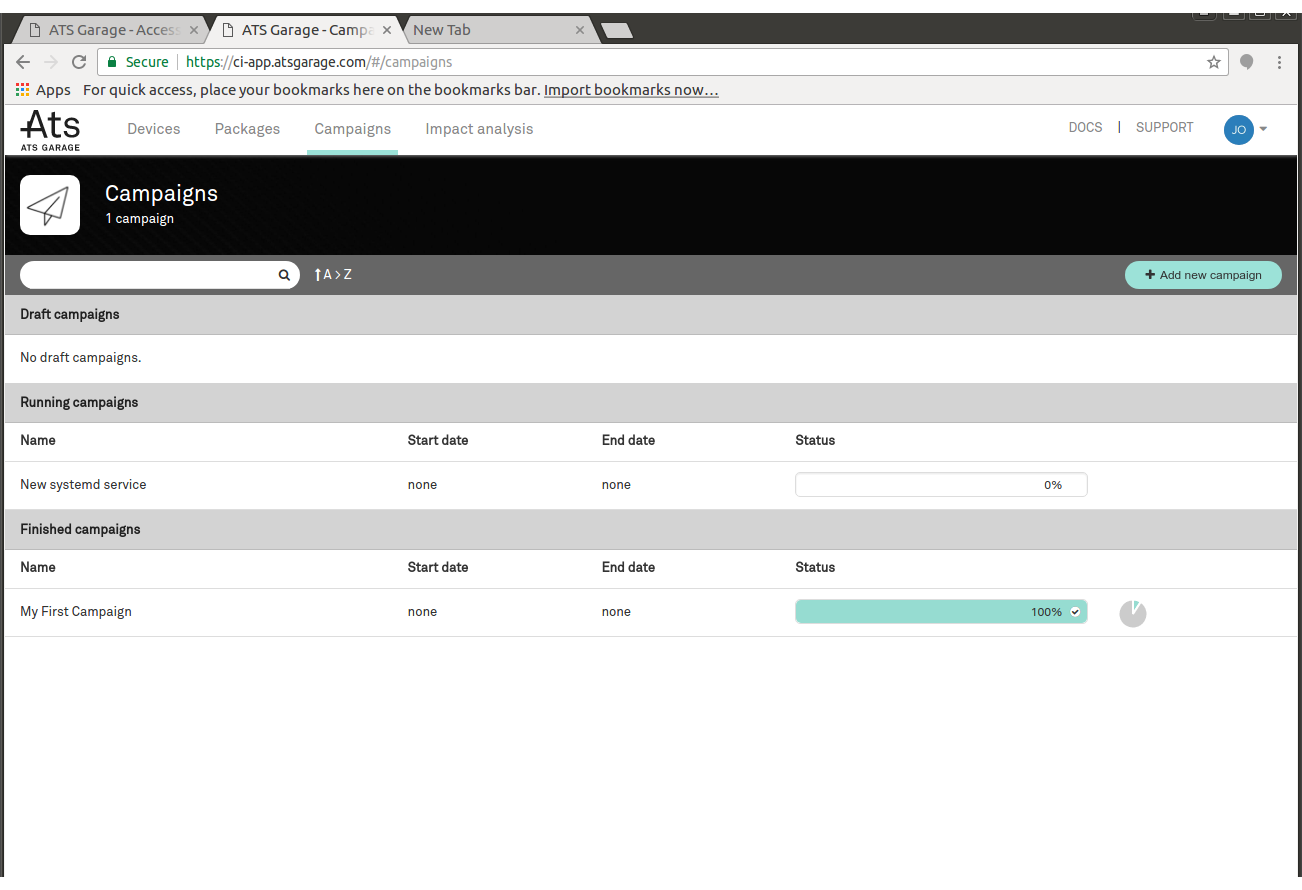 ATS Garage - Access
ATS Garage - Campa
New Tab
Secure https://ci-app.atsgarage.com/#/campaigns
Apps For quick access, place your bookmarks here on the bookmarks bar. Import bookmarks now...
Ats
ATS GARAGE
Devices Packages Campaigns Impact analysis DOCS | SUPPORT JO
Campaigns
1 campaign
A > Z
+ Add new campaign
Draft campaigns
No draft campaigns.
Running campaigns
Name Start date End date Status
New systemd service none none 0%
Finished campaigns
Name Start date End date Status
My First Campaign none none 100%